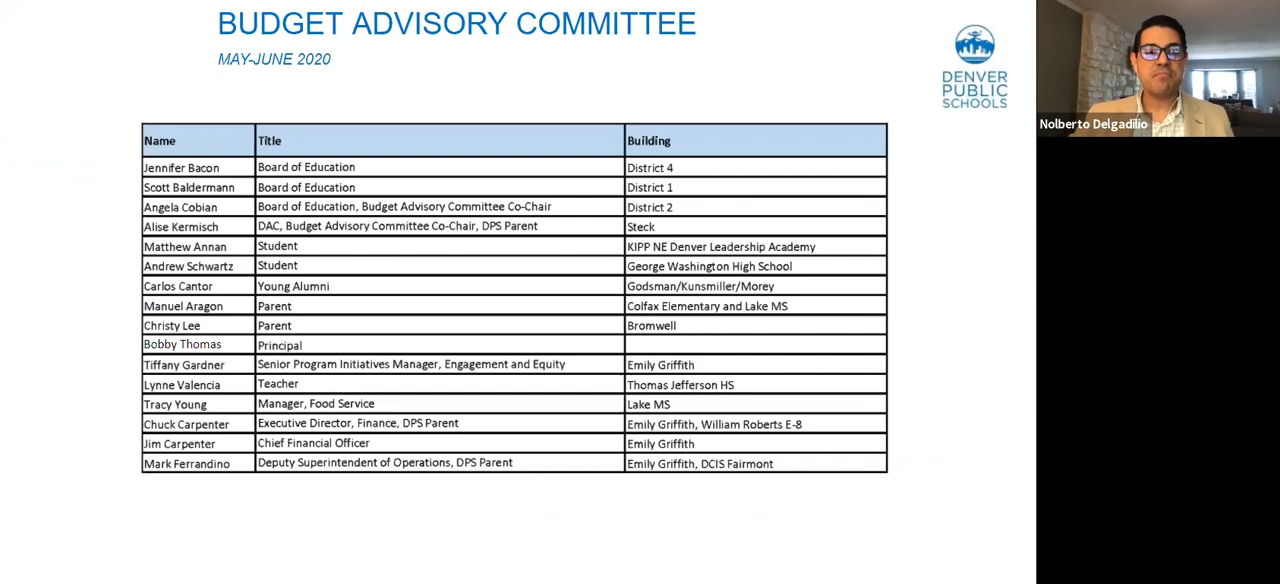 BUDGET ADVISORY COMMITTEE
MAY-JUNE 2020
DENVER
PUBLIC
SCHOOLS
Nolberto Delgadilio
Name Title Building
Jennifer Bacon Board of Education District 4
Scott Baldermann Board of Education District 1
Angela Cobian Board of Education, Budget Advisory Committee Co-Chair District 2
Alise Kermisch DAC, Budget Advisory Committee Co-Chair, DPS Parent Steck
Matthew Annan Student KIPP NE Denver Leadership Academy
Andrew Schwartz Student George Washington High School
Carlos Cantor Young Alumni Godsman/Kunsmiller/Morey
Manuel Aragon Parent Colfax Elementary and Lake MS
Christy Lee Parent Bromwell
Bobby Thomas Principal
Tiffany Gardner Senior Program Initiatives Manager, Engagement and Equity Emily Griffith
Lynne Valencia Teacher Thomas Jefferson HS
Tracy Young Manager, Food Service Lake MS
Chuck Carpenter Executive Director, Finance, DPS Parent Emily Griffith, William Roberts E-8
Jim Carpenter Chief Financial Officer Emily Griffith
Mark Ferrandino Deputy Superintendent of Operations, DPS Parent Emily Griffith, DCIS Fairmont